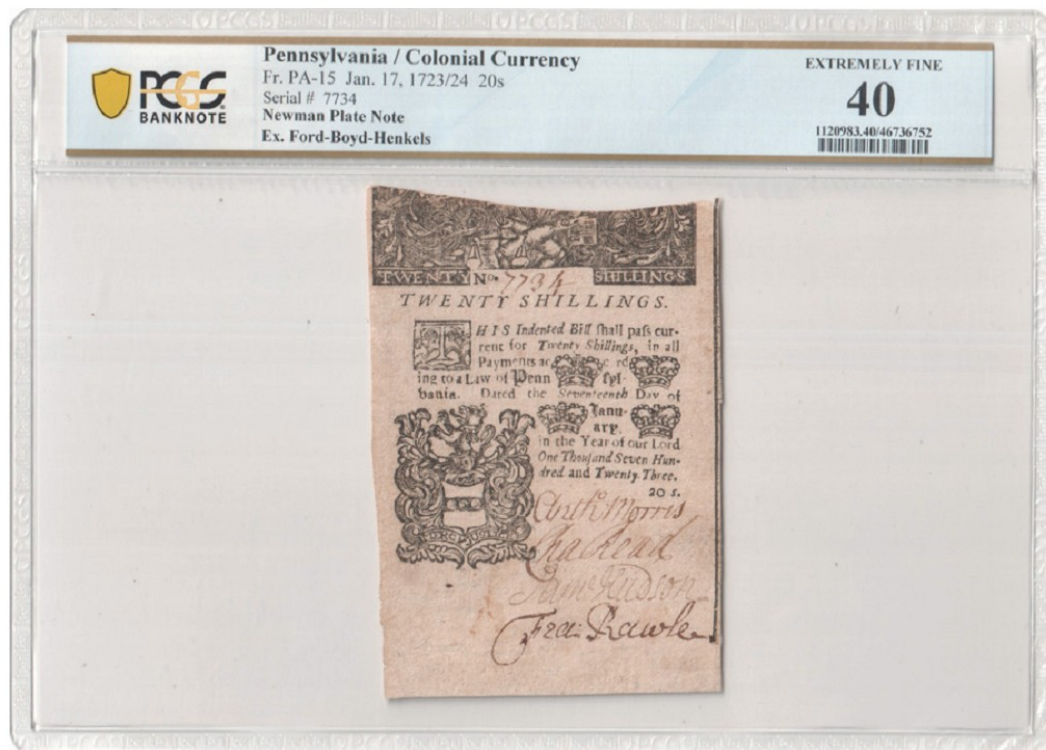 Pennsylvania / Colonial Currency
Fr. PA-15 Jan. 17, 1723/24 20s
Serial # 7734
Newman Plate Note
Ex. Ford-Boyd-Henkels
PCGS
BANKNOTE
EXTREMELY FINE
40
1120983.40/46736752
TWENTY No. 7734 SHILLINGS
TWENTY SHILLINGS.
THIS Indented Bill ſhall paſs cur-
rent for Twenty Shillings, in all
Payments ac c rd
ing to a Law of Penn ſyl-
vania. Dated the Seventeenth Day of
Janu-
ary.
in the Year of our Lord
One Thouſand Seven Hun-
dred and Twenty Three.
20 s.
Anth Morris
Cha Read
Sam Hudson
Fra: Rawle